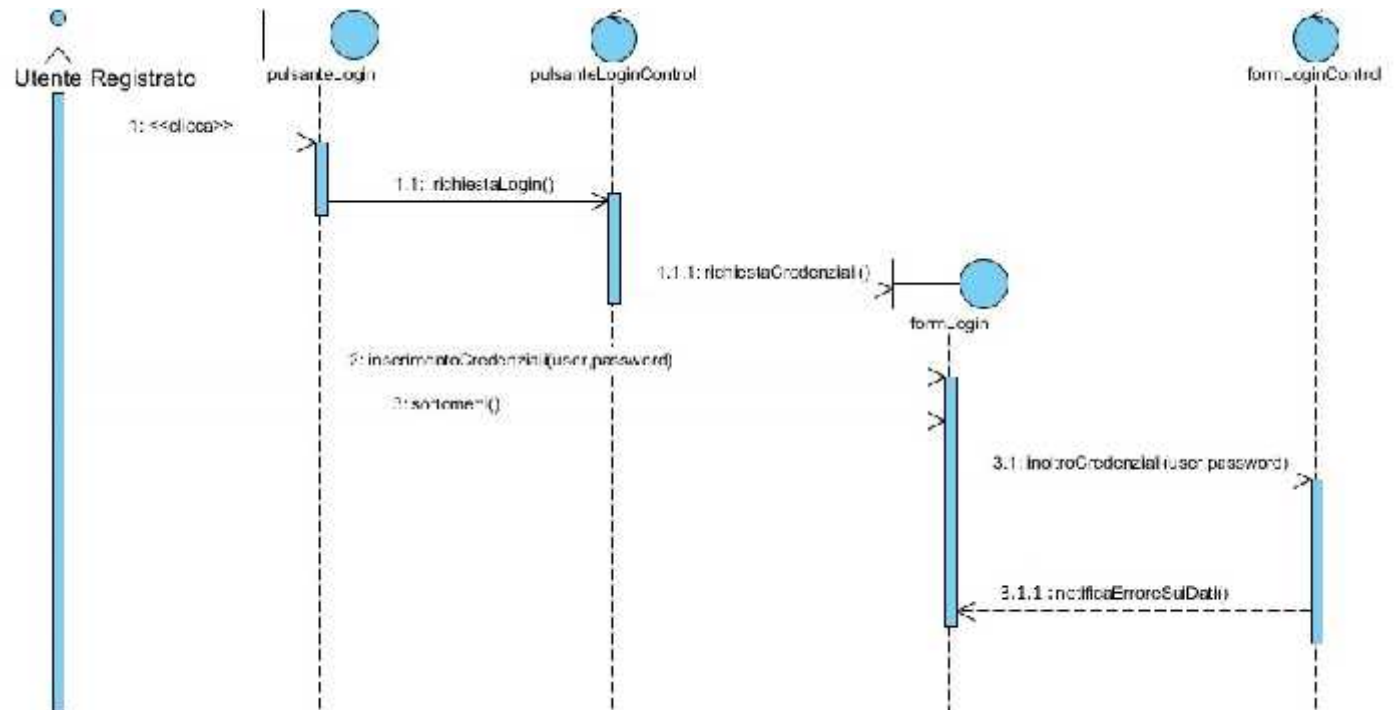 Utente Registrato
pulsanteLogin
pulsanteLoginControl
formLoginControl
1: <<clicca>>
1.1: richiestaLogin()
1.1.1: richiestaCredenziali()
formLogin
2: inserimentoCredenziali(user,password)
3: sottometti()
3.1: inoltroCredenziali(user,password)
3.1.1: notificaErroreSuiDati()